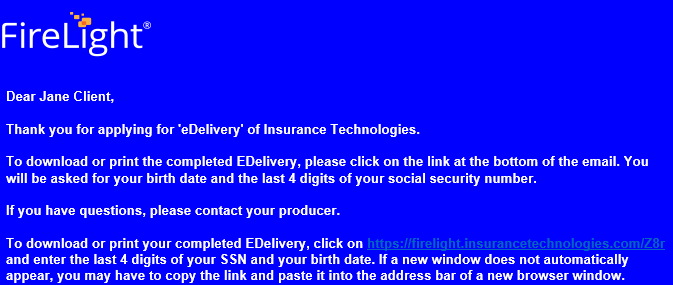 FireLight®
Dear Jane Client,
Thank you for applying for 'eDelivery' of Insurance Technologies.
To download or print the completed EDelivery, please click on the link at the bottom of the email. You
will be asked for your birth date and the last 4 digits of your social security number.
If you have questions, please contact your producer.
To download or print your completed EDelivery, click on https://firelight.insurancetechnologies.com/Z8r
and enter the last 4 digits of your SSN and your birth date. If a new window does not automatically
appear, you may have to copy the link and paste it into the address bar of a new browser window.